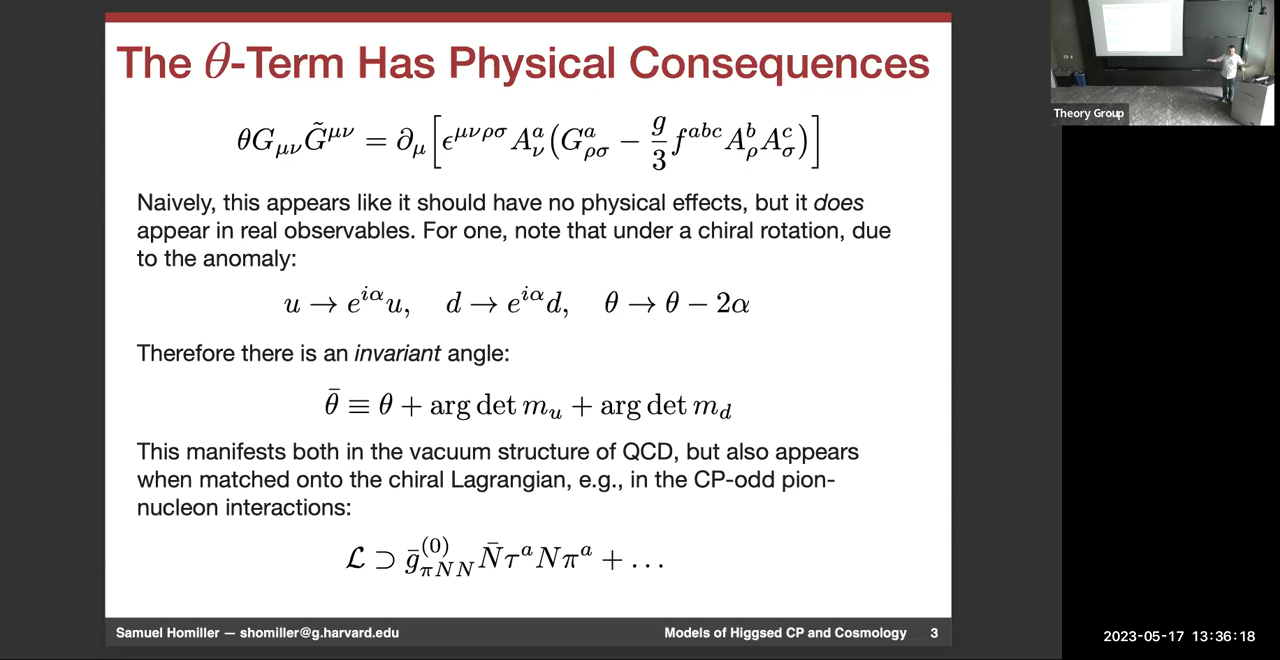 The θ-Term Has Physical Consequences
θG_{μν}G̃^{μν} = ∂_μ[ϵ^{μνρσ}A^a_ν(G^a_{ρσ} − g/3 f^{abc}A^b_ρA^c_σ)]
Naively, this appears like it should have no physical effects, but it does
appear in real observables. For one, note that under a chiral rotation, due
to the anomaly:
u → e^{iα}u, d → e^{iα}d, θ → θ − 2α
Therefore there is an invariant angle:
θ̄ ≡ θ + arg det m_u + arg det m_d
This manifests both in the vacuum structure of QCD, but also appears
when matched onto the chiral Lagrangian, e.g., in the CP-odd pion-
nucleon interactions:
ℒ ⊃ ḡ^{(0)}_{πNN} N̄τ^aNπ^a + …
Samuel Homiller — shomiller@g.harvard.edu
Models of Higgsed CP and Cosmology 3
Theory Group
2023-05-17 13:36:18